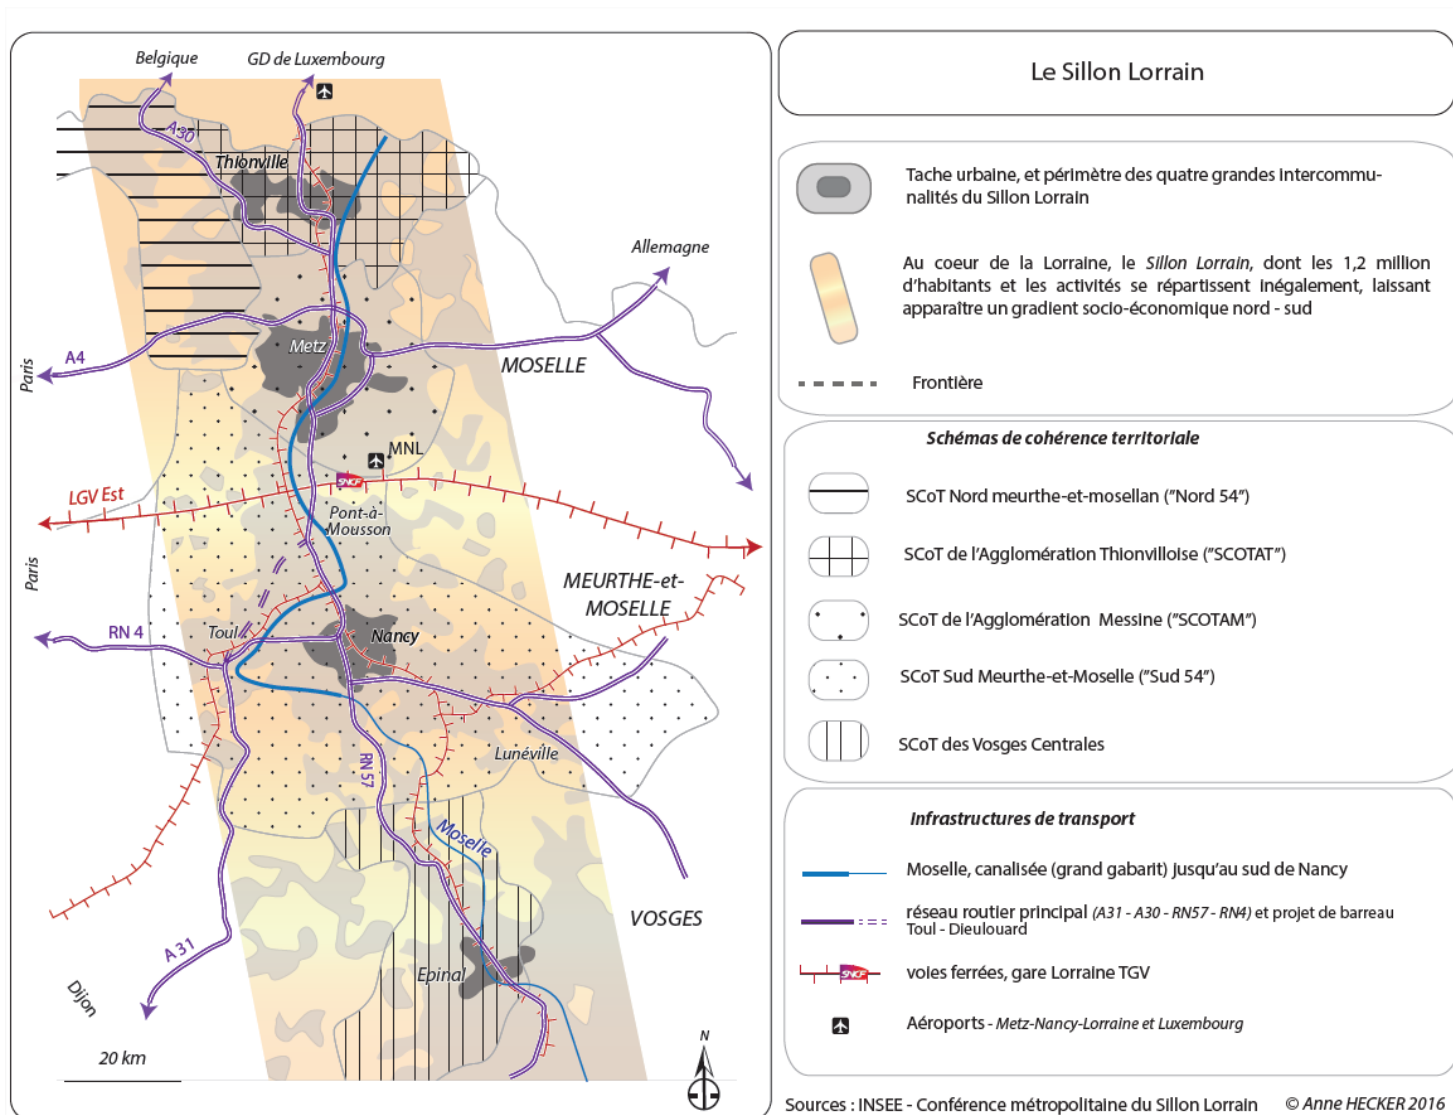 Belgique
GD de Luxembourg
A30
Thionville
Allemagne
Metz
A4
Paris
MOSELLE
MNL
LGV Est
SNCF
Pont-à-
Mousson
Paris
MEURTHE-et-
MOSELLE
RN 4
Toul
Nancy
Lunéville
RN 57
Moselle
VOSGES
A 31
Epinal
Dijon
20 km
N
Le Sillon Lorrain
Tache urbaine, et périmètre des quatre grandes intercommu-
nalités du Sillon Lorrain
Au coeur de la Lorraine, le Sillon Lorrain, dont les 1,2 million
d'habitants et les activités se répartissent inégalement, laissant
apparaître un gradient socio-économique nord - sud
Frontière
Schémas de cohérence territoriale
SCoT Nord meurthe-et-mosellan ("Nord 54")
SCoT de l'Agglomération Thionvilloise ("SCOTAT")
SCoT de l'Agglomération Messine ("SCOTAM")
SCoT Sud Meurthe-et-Moselle ("Sud 54")
SCoT des Vosges Centrales
Infrastructures de transport
Moselle, canalisée (grand gabarit) Jusqu'au sud de Nancy
réseau routier principal (A31 - A30 - RN57 - RN4) et projet de barreau
Toul - Dieulouard
SNCF
voies ferrées, gare Lorraine TGV
Aéroports - Metz-Nancy-Lorraine et Luxembourg
Sources : INSEE - Conférence métropolitaine du Sillon Lorrain © Anne HECKER 2016